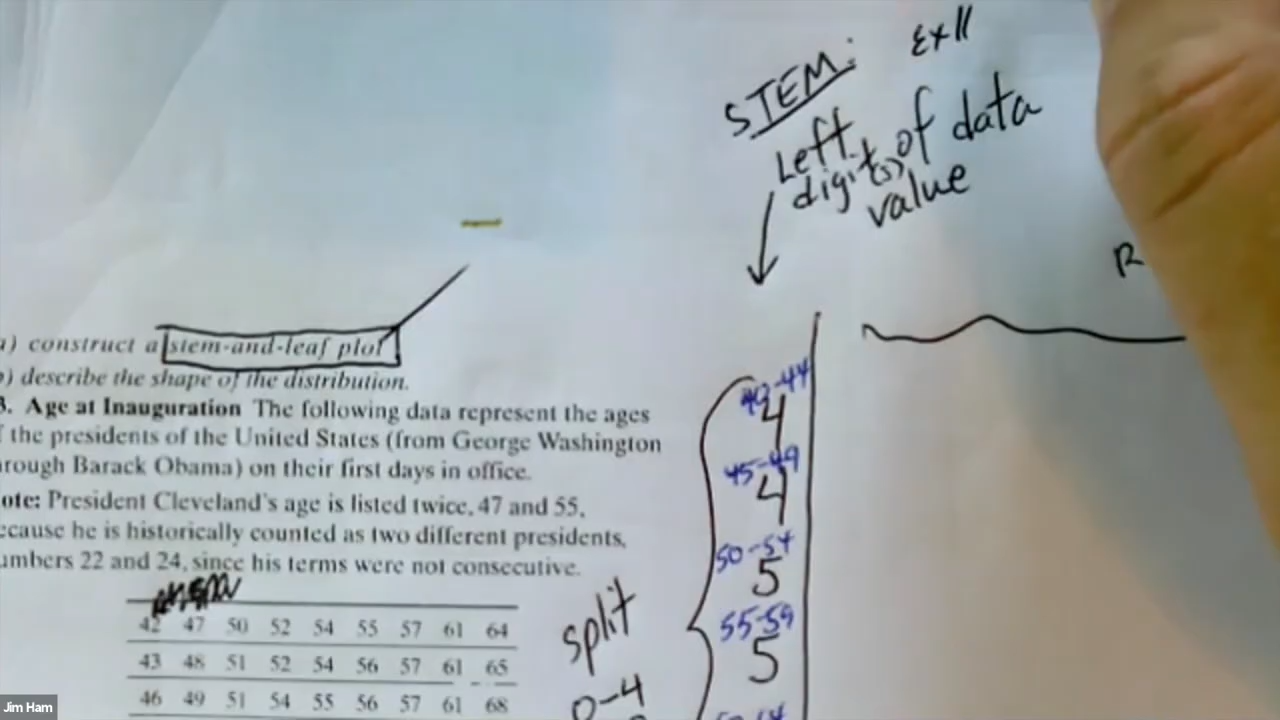 Ex 11
STEM:
Left
digit(s) of data
value
R
a) construct a stem-and-leaf plot
b) describe the shape of the distribution.
3. Age at Inauguration The following data represent the ages
f the presidents of the United States (from George Washington
hrough Barack Obama) on their first days in office.
ote: President Cleveland's age is listed twice, 47 and 55,
ecause he is historically counted as two different presidents,
umbers 22 and 24, since his terms were not consecutive.
42 47 50 52 54 55 57 61 64
43 48 51 52 54 56 57 61 65
46 49 51 54 55 56 57 61 68
split
0-4
40-44
4
45-49
4
50-54
5
55-59
5
Jim Ham